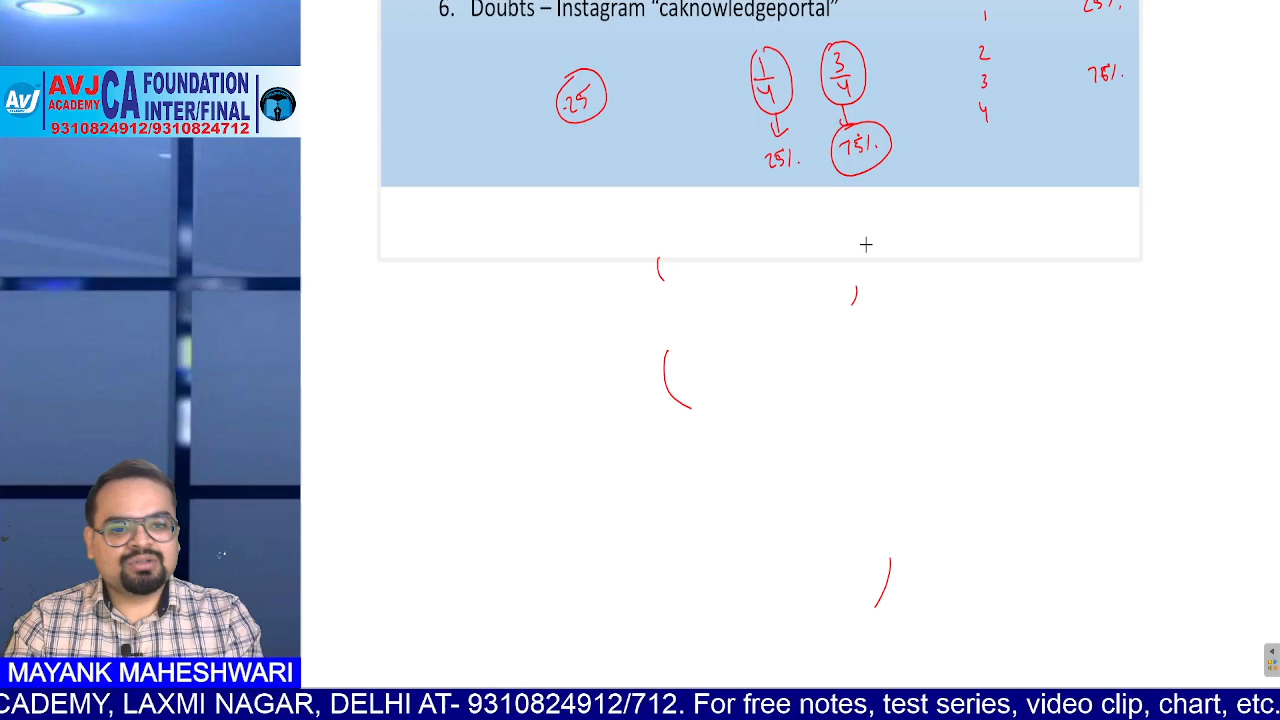 6. Doubts – Instagram “caknowledgeportal”
1
25%.
.25
1/4
3/4
2
3
75%.
4
25%.
75%.
AVJ
ACADEMY
CA
FOUNDATION
INTER/FINAL
9310824912/9310824712
MAYANK MAHESHWARI
CADEMY, LAXMI NAGAR, DELHI AT- 9310824912/712. For free notes, test series, video clip, chart, etc.